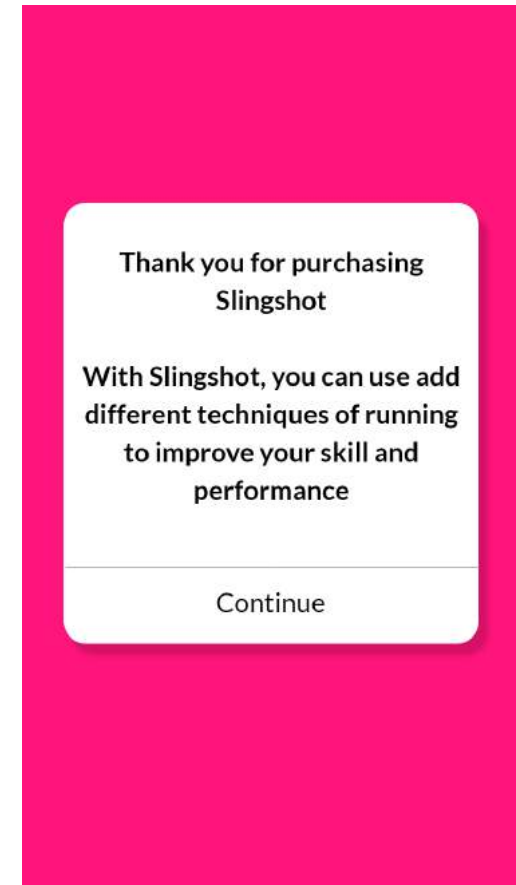 Thank you for purchasing
Slingshot
With Slingshot, you can use add
different techniques of running
to improve your skill and
performance
Continue